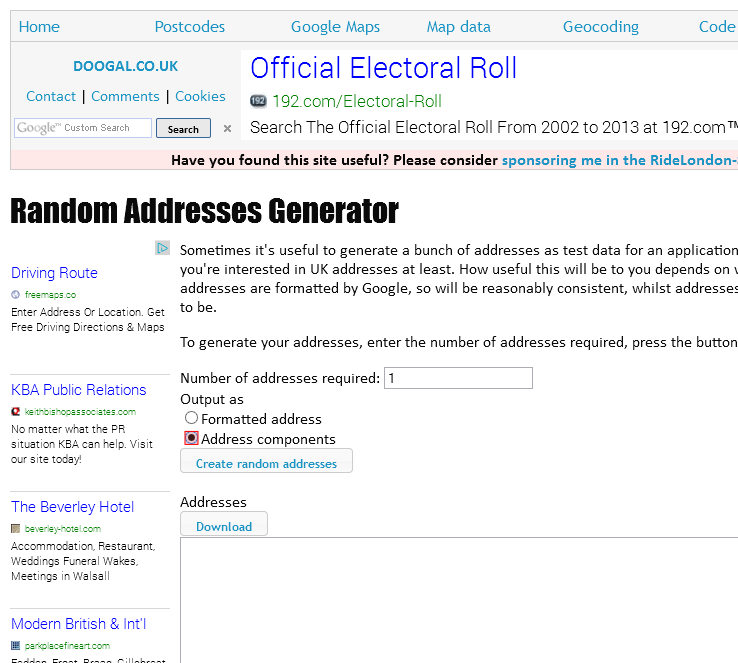 Home Postcodes Google Maps Map data Geocoding Code
DOOGAL.CO.UK
Contact | Comments | Cookies
Google™ Custom Search Search ×
Official Electoral Roll
192 192.com/Electoral-Roll
Search The Official Electoral Roll From 2002 to 2013 at 192.com™
Have you found this site useful? Please consider sponsoring me in the RideLondon-
Random Addresses Generator
Driving Route
freemaps.co
Enter Address Or Location. Get
Free Driving Directions & Maps
KBA Public Relations
keithbishopassociates.com
No matter what the PR
situation KBA can help. Visit
our site today!
The Beverley Hotel
beverley-hotel.com
Accommodation, Restaurant,
Weddings Funeral Wakes,
Meetings in Walsall
Modern British & Int'l
parkplacefineart.com
Sometimes it's useful to generate a bunch of addresses as test data for an application
you're interested in UK addresses at least. How useful this will be to you depends on
addresses are formatted by Google, so will be reasonably consistent, whilst addresses
to be.
To generate your addresses, enter the number of addresses required, press the button
Number of addresses required: 1
Output as
Formatted address
Address components
Create random addresses
Addresses
Download